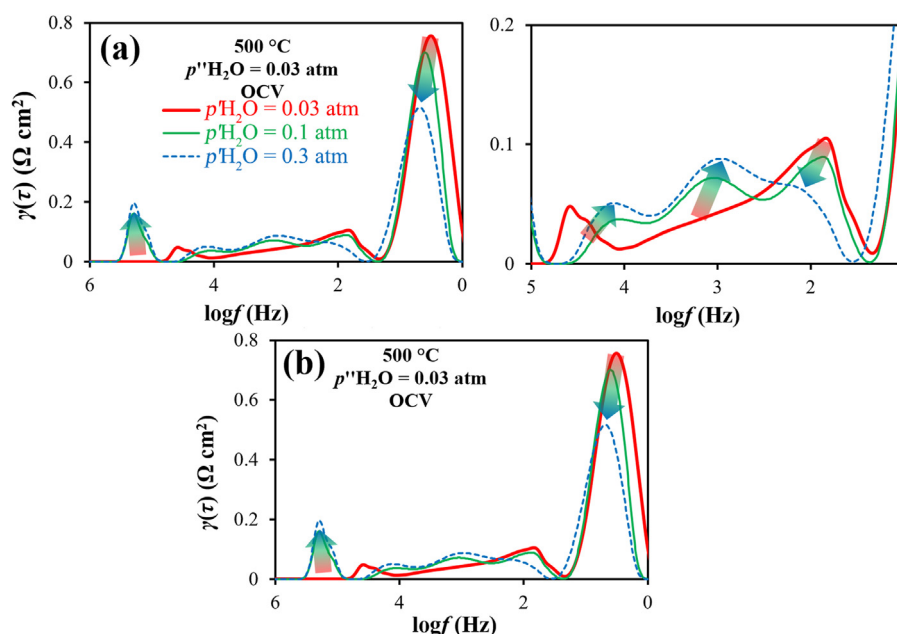 (a)
500 °C
p''H₂O = 0.03 atm
OCV
p'H₂O = 0.03 atm
p'H₂O = 0.1 atm
p'H₂O = 0.3 atm
γ(τ) (Ω cm²)
0.8
0.6
0.4
0.2
0
6 4 2 0
logf (Hz)
γ(τ) (Ω cm²)
0.2
0.1
0
5 4 3 2
logf (Hz)
(b)
500 °C
p''H₂O = 0.03 atm
OCV
γ(τ) (Ω cm²)
0.8
0.6
0.4
0.2
0
6 4 2 0
logf (Hz)